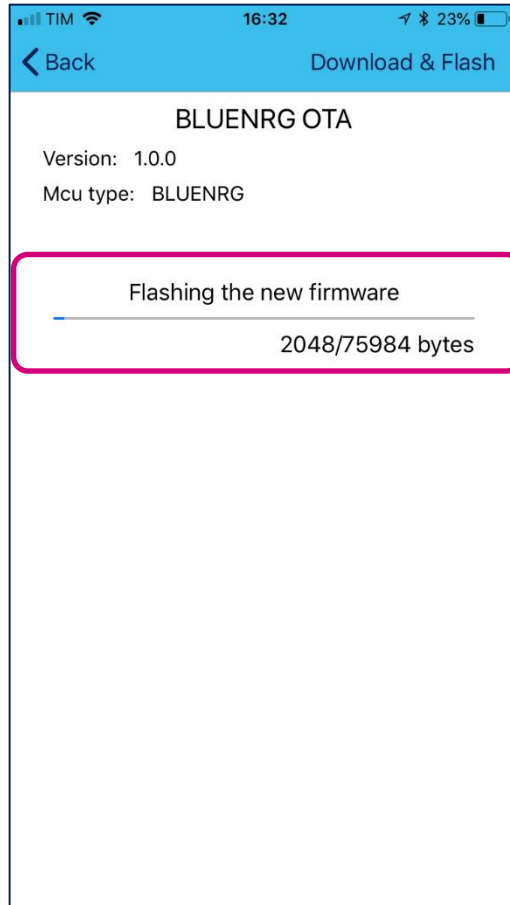 TIM 16:32 23%
Back Download & Flash
BLUENRG OTA
Version: 1.0.0
Mcu type: BLUENRG
Flashing the new firmware
2048/75984 bytes